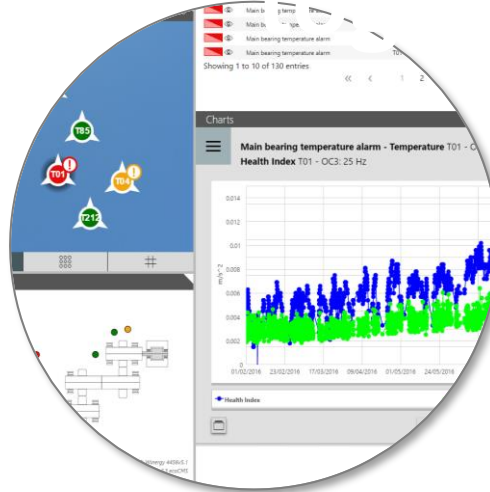 Main bearing temperature alarm
Main bearing temperature alarm
T01
Showing 1 to 10 of 130 entries
« ‹ 1 2
Charts
Main bearing temperature alarm - Temperature T01 - O
Health Index T01 - OC3: 25 Hz
T85
T01
T04
T212
m/s^2
0.014
0.012
0.01
0.008
0.006
0.004
0.002
0
01/02/2016 23/02/2016 17/03/2016 09/04/2016 01/05/2016 24/05/2016
Health Index